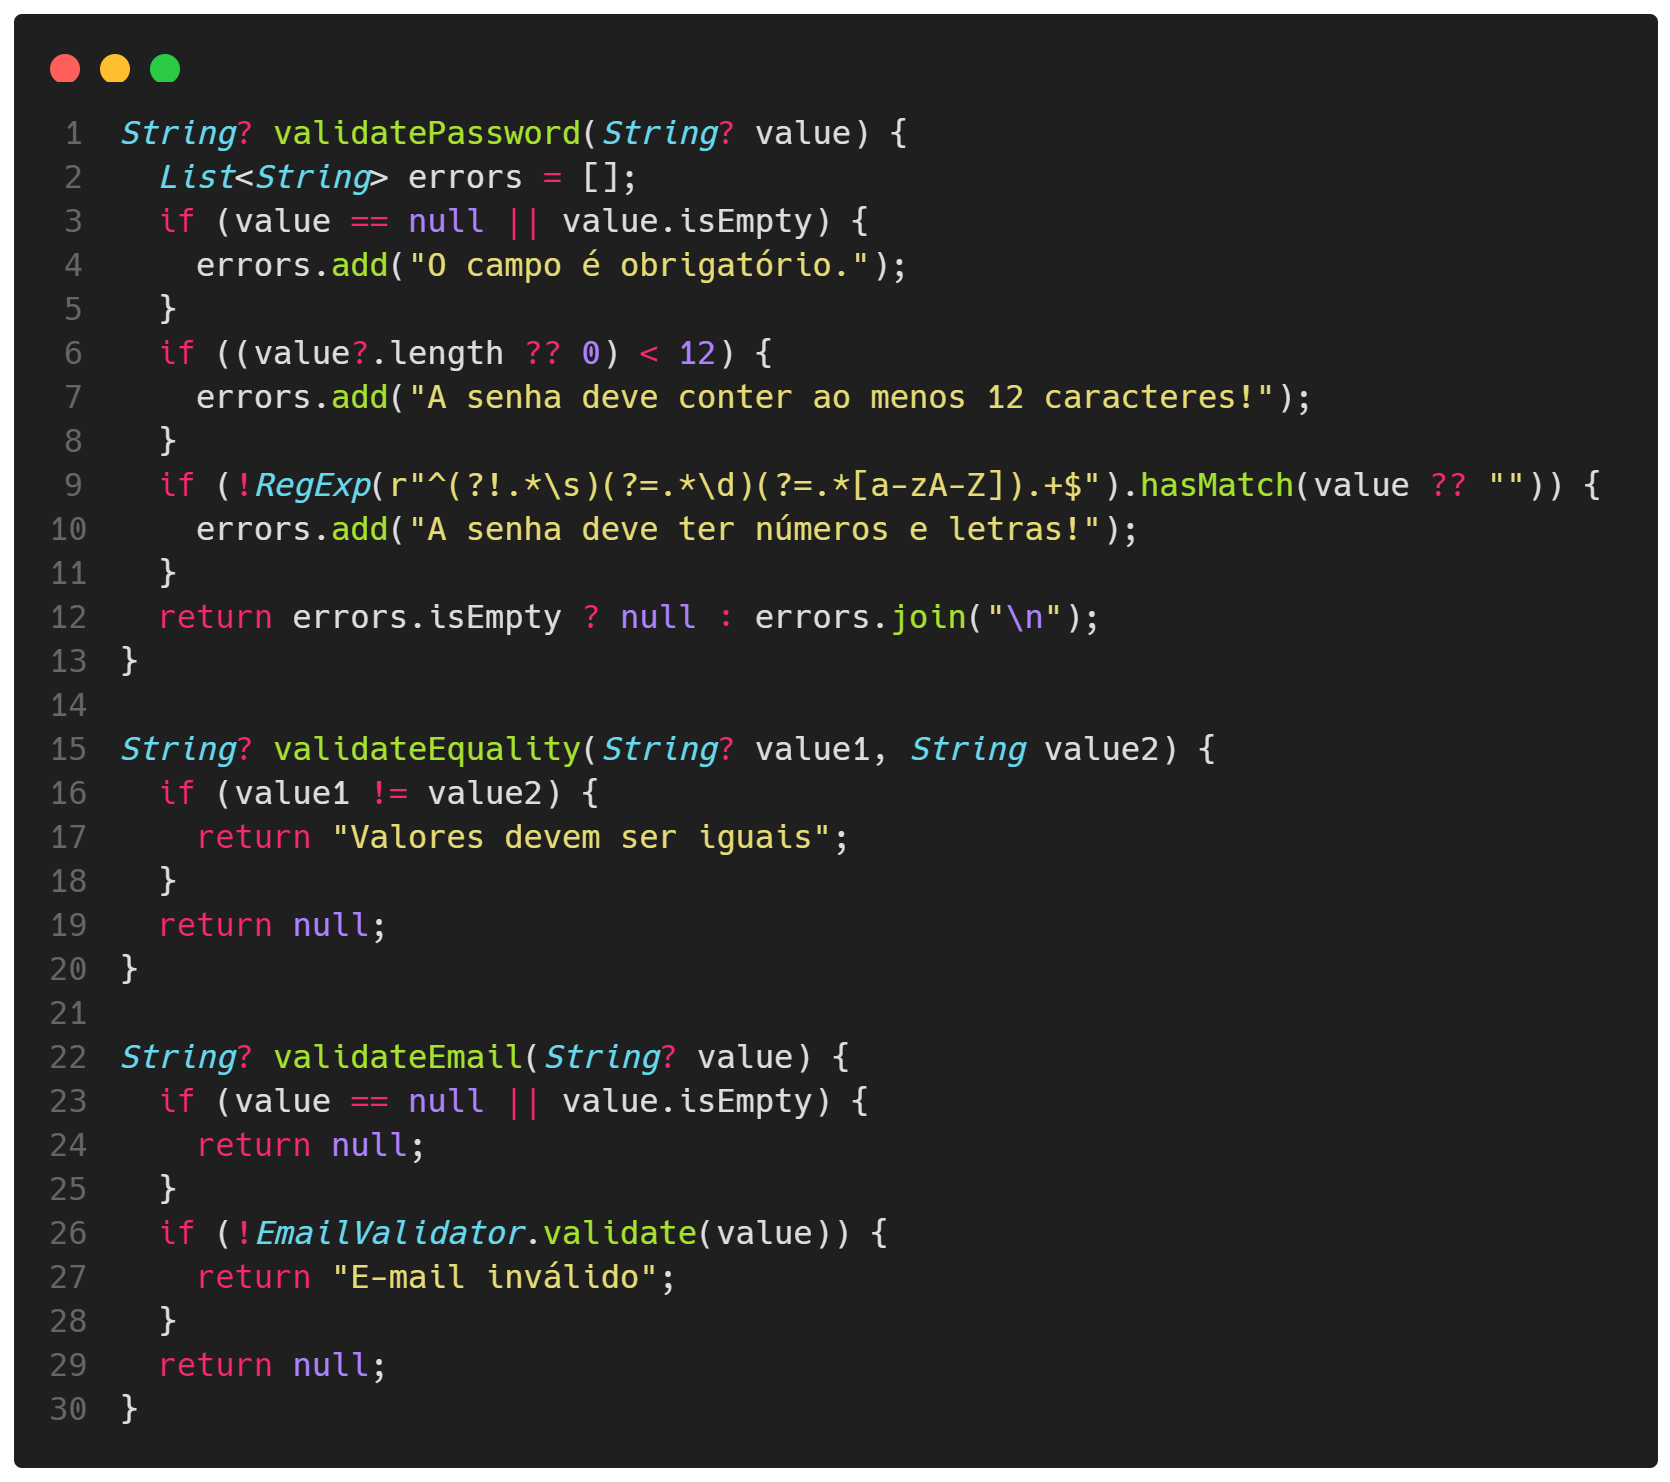 1 String? validatePassword(String? value) {
2   List<String> errors = [];
3   if (value == null || value.isEmpty) {
4     errors.add("O campo é obrigatório.");
5   }
6   if ((value?.length ?? 0) < 12) {
7     errors.add("A senha deve conter ao menos 12 caracteres!");
8   }
9   if (!RegExp(r"^(?!.*\s)(?=.*\d)(?=.*[a-zA-Z]).+$").hasMatch(value ?? "")) {
10     errors.add("A senha deve ter números e letras!");
11   }
12   return errors.isEmpty ? null : errors.join("\n");
13 }
14
15 String? validateEquality(String? value1, String value2) {
16   if (value1 != value2) {
17     return "Valores devem ser iguais";
18   }
19   return null;
20 }
21
22 String? validateEmail(String? value) {
23   if (value == null || value.isEmpty) {
24     return null;
25   }
26   if (!EmailValidator.validate(value)) {
27     return "E-mail inválido";
28   }
29   return null;
30 }